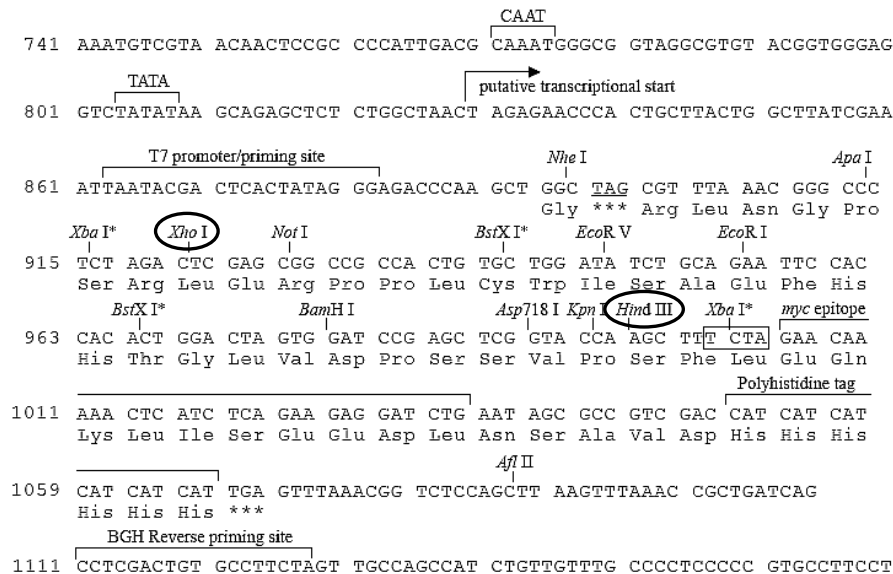 CAAT
741 AAATGTCGTA ACAACTCCGC CCCATTGACG CAAATGGGCG GTAGGCGTGT ACGGTGGGAG
TATA
putative transcriptional start
801 GTCTATATAA GCAGAGCTCT CTGGCTAACT AGAGAACCCA CTGCTTACTG GCTTATCGAA
T7 promoter/priming site Nhe I Apa I
861 ATTAATACGA CTCACTATAGG GAGACCCAA GCT GGC TAG CGT TTA AAC GGG CCC
Gly *** Arg Leu Asn Gly Pro
Xba I* Xho I Not I BstX I* EcoR V EcoR I
915 TCT AGA CTC GAG CGG CCG CCA CTG TGC TGG ATA TCT GCA GAA TTC CAC
Ser Arg Leu Glu Arg Pro Pro Leu Cys Trp Ile Ser Ala Glu Phe His
BstX I* BamH I Asp718 I Kpn I Hind III Xba I* myc epitope
963 CAC ACT GGA CTA GTG GAT CCG AGC TCG GTA CCA AGC TTT CTA GAA CAA
His Thr Gly Leu Val Asp Pro Ser Ser Val Pro Ser Phe Leu Glu Gln
Polyhistidine tag
1011 AAA CTC ATC TCA GAA GAG GAT CTG AAT AGC GCC GTC GAC CAT CAT CAT
Lys Leu Ile Ser Glu Glu Asp Leu Asn Ser Ala Val Asp His His His
Afl II
1059 CAT CAT CAT TGA GTTTAAACGG TCTCCAGCTT AAGTTTAAAC CGCTGATCAG
His His His ***
BGH Reverse priming site
1111 CCTCGACTGT GCCTTCTAGT TGCCAGCCAT CTGTTGTTTG CCCCTCCCCC GTGCCTTCCT